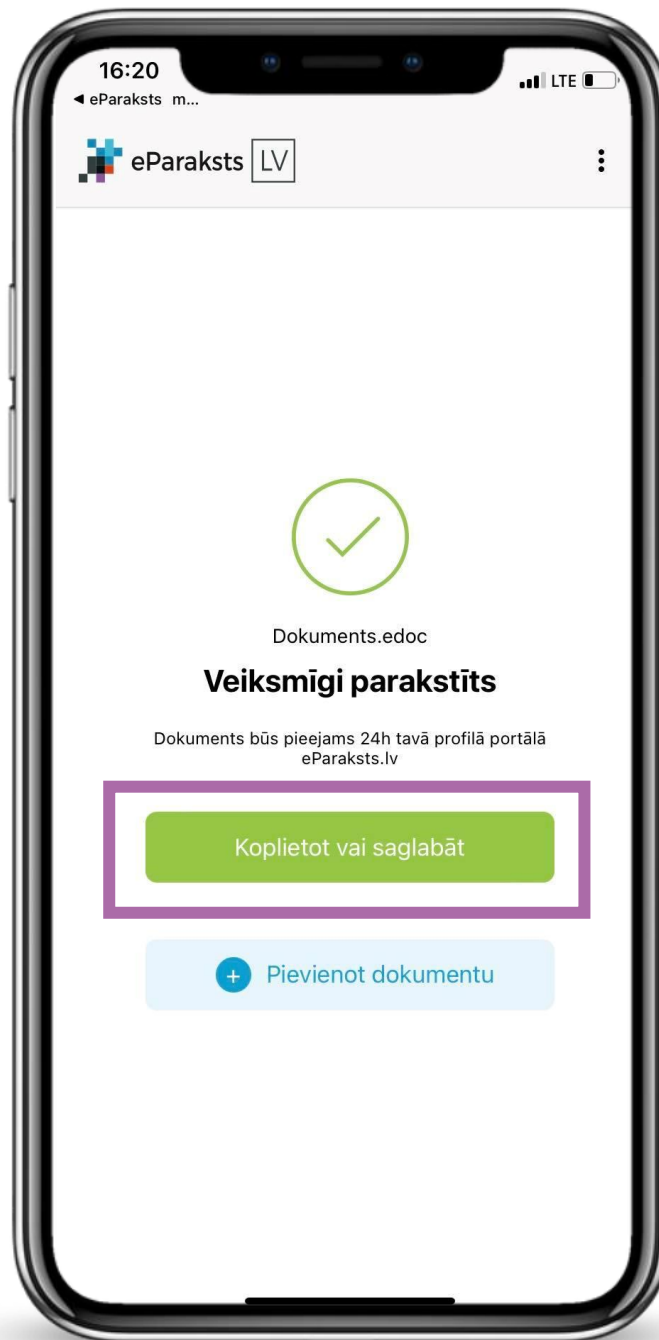 16:20
LTE
◀ eParaksts m...
eParaksts LV
Dokuments.edoc
Veiksmīgi parakstīts
Dokuments būs pieejams 24h tavā profilā portālā
eParaksts.lv
Koplietot vai saglabāt
+ Pievienot dokumentu